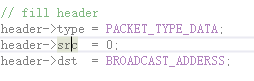 // fill header
header->type = PACKET_TYPE_DATA;
header->src = 0;
header->dst = BROADCAST_ADDERSS;